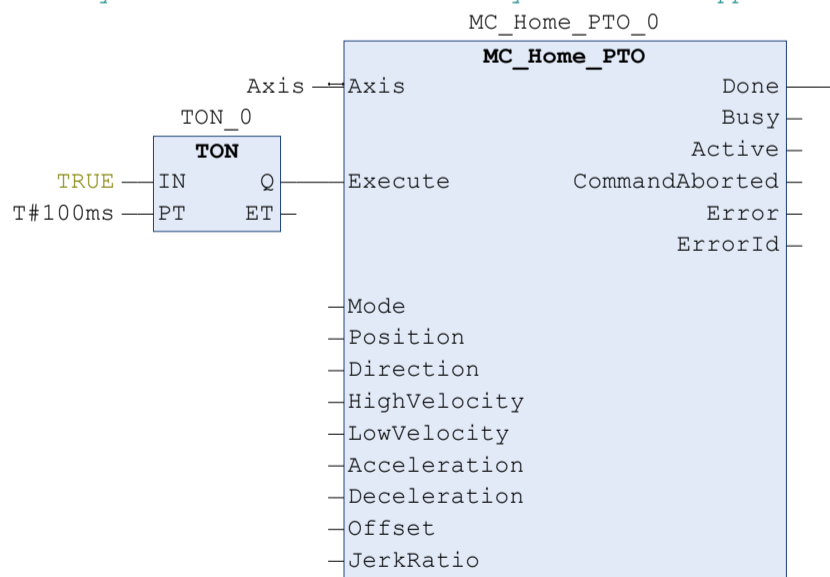 MC_Home_PTO_0
MC_Home_PTO
Axis Axis Done
TON_0 Busy
TON Active
TRUE IN Q Execute CommandAborted
T#100ms PT ET Error
ErrorId
Mode
Position
Direction
HighVelocity
LowVelocity
Acceleration
Deceleration
Offset
JerkRatio